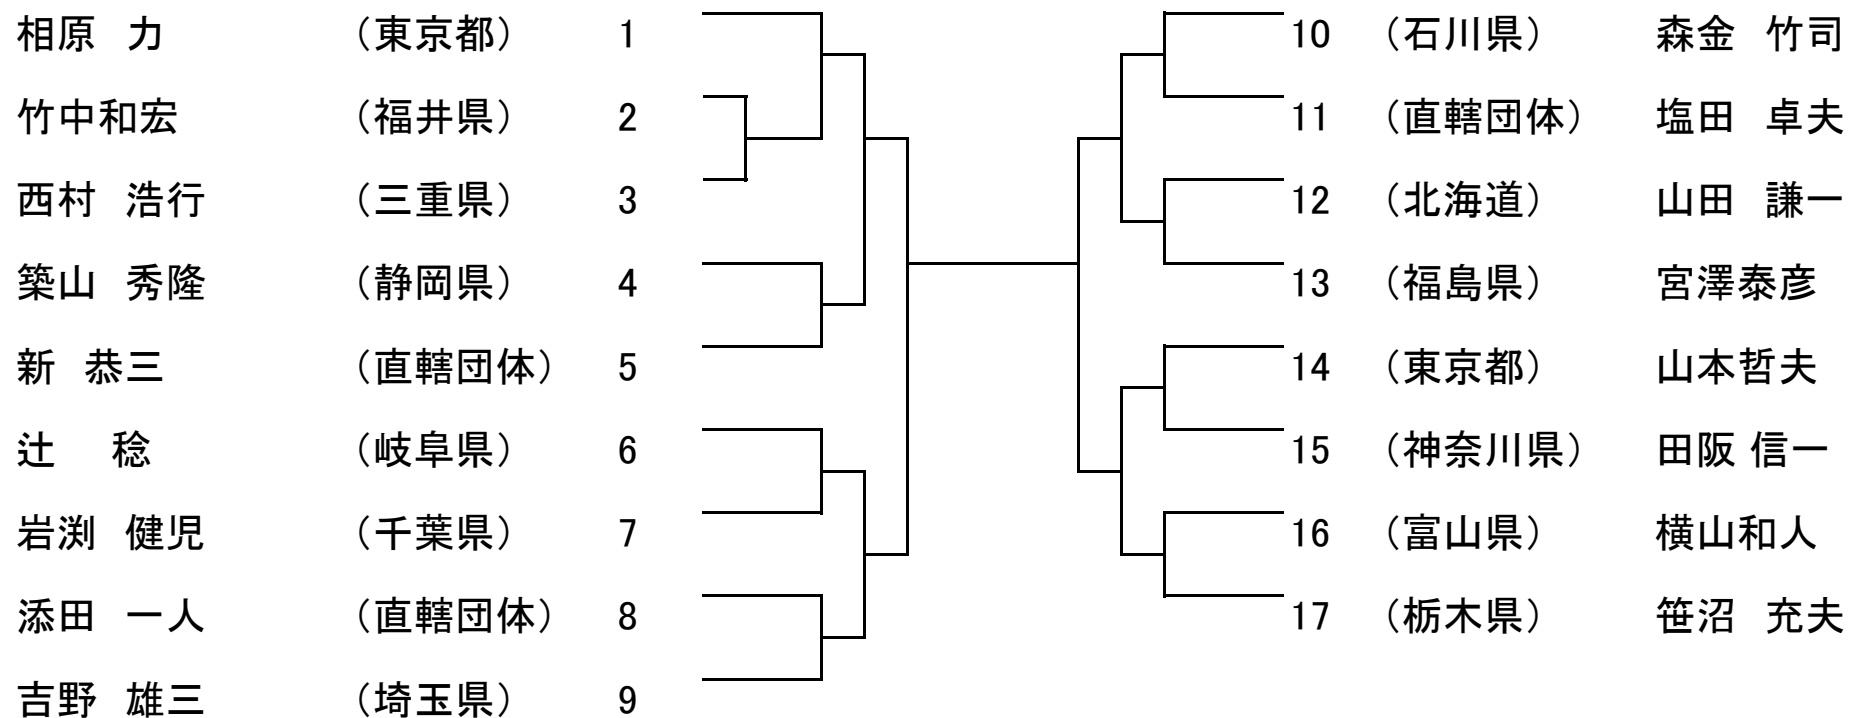 相原 力 （東京都） 1
竹中和宏 （福井県） 2
西村 浩行 （三重県） 3
築山 秀隆 （静岡県） 4
新 恭三 （直轄団体） 5
辻 稔 （岐阜県） 6
岩渕 健児 （千葉県） 7
添田 一人 （直轄団体） 8
吉野 雄三 （埼玉県） 9
10 （石川県） 森金 竹司
11 （直轄団体） 塩田 卓夫
12 （北海道） 山田 謙一
13 （福島県） 宮澤泰彦
14 （東京都） 山本哲夫
15 （神奈川県） 田阪 信一
16 （富山県） 横山和人
17 （栃木県） 笹沼 充夫